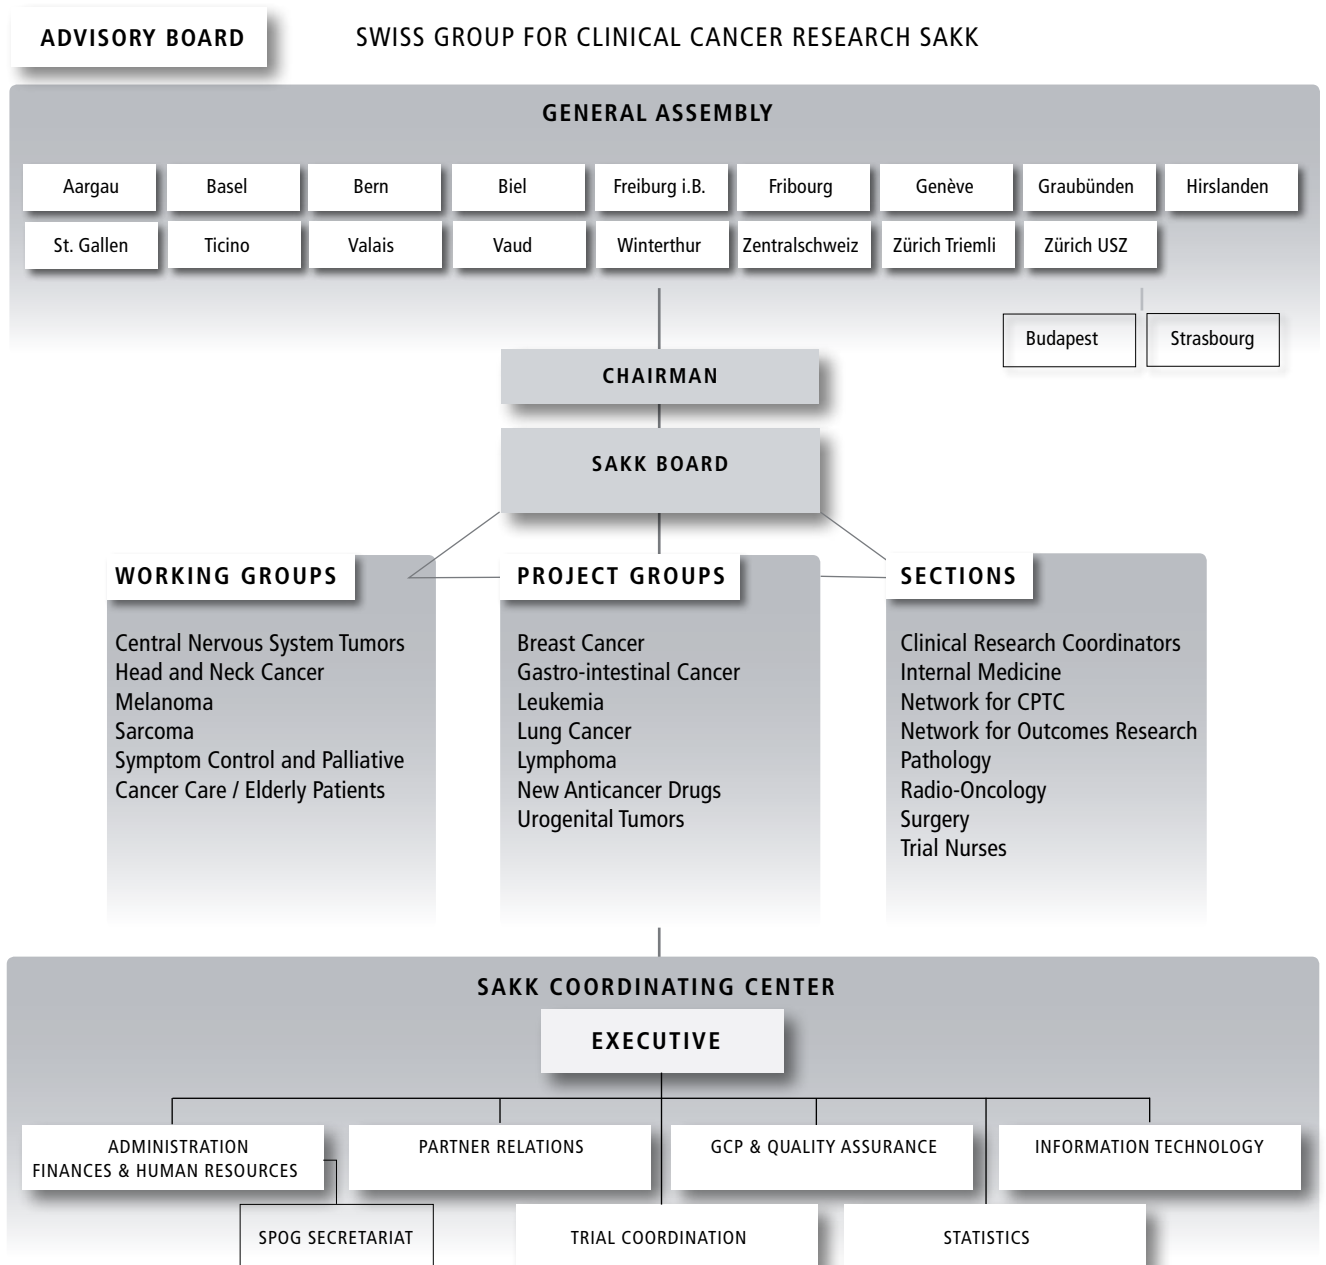 ADVISORY BOARD
SWISS GROUP FOR CLINICAL CANCER RESEARCH SAKK
GENERAL ASSEMBLY
Aargau
Basel
Bern
Biel
Freiburg i.B.
Fribourg
Genève
Graubünden
Hirslanden
St. Gallen
Ticino
Valais
Vaud
Winterthur
Zentralschweiz
Zürich Triemli
Zürich USZ
Budapest
Strasbourg
CHAIRMAN
SAKK BOARD
WORKING GROUPS
Central Nervous System Tumors
Head and Neck Cancer
Melanoma
Sarcoma
Symptom Control and Palliative
Cancer Care / Elderly Patients
PROJECT GROUPS
Breast Cancer
Gastro-intestinal Cancer
Leukemia
Lung Cancer
Lymphoma
New Anticancer Drugs
Urogenital Tumors
SECTIONS
Clinical Research Coordinators
Internal Medicine
Network for CPTC
Network for Outcomes Research
Pathology
Radio-Oncology
Surgery
Trial Nurses
SAKK COORDINATING CENTER
EXECUTIVE
ADMINISTRATION
FINANCES & HUMAN RESOURCES
PARTNER RELATIONS
GCP & QUALITY ASSURANCE
INFORMATION TECHNOLOGY
SPOG SECRETARIAT
TRIAL COORDINATION
STATISTICS